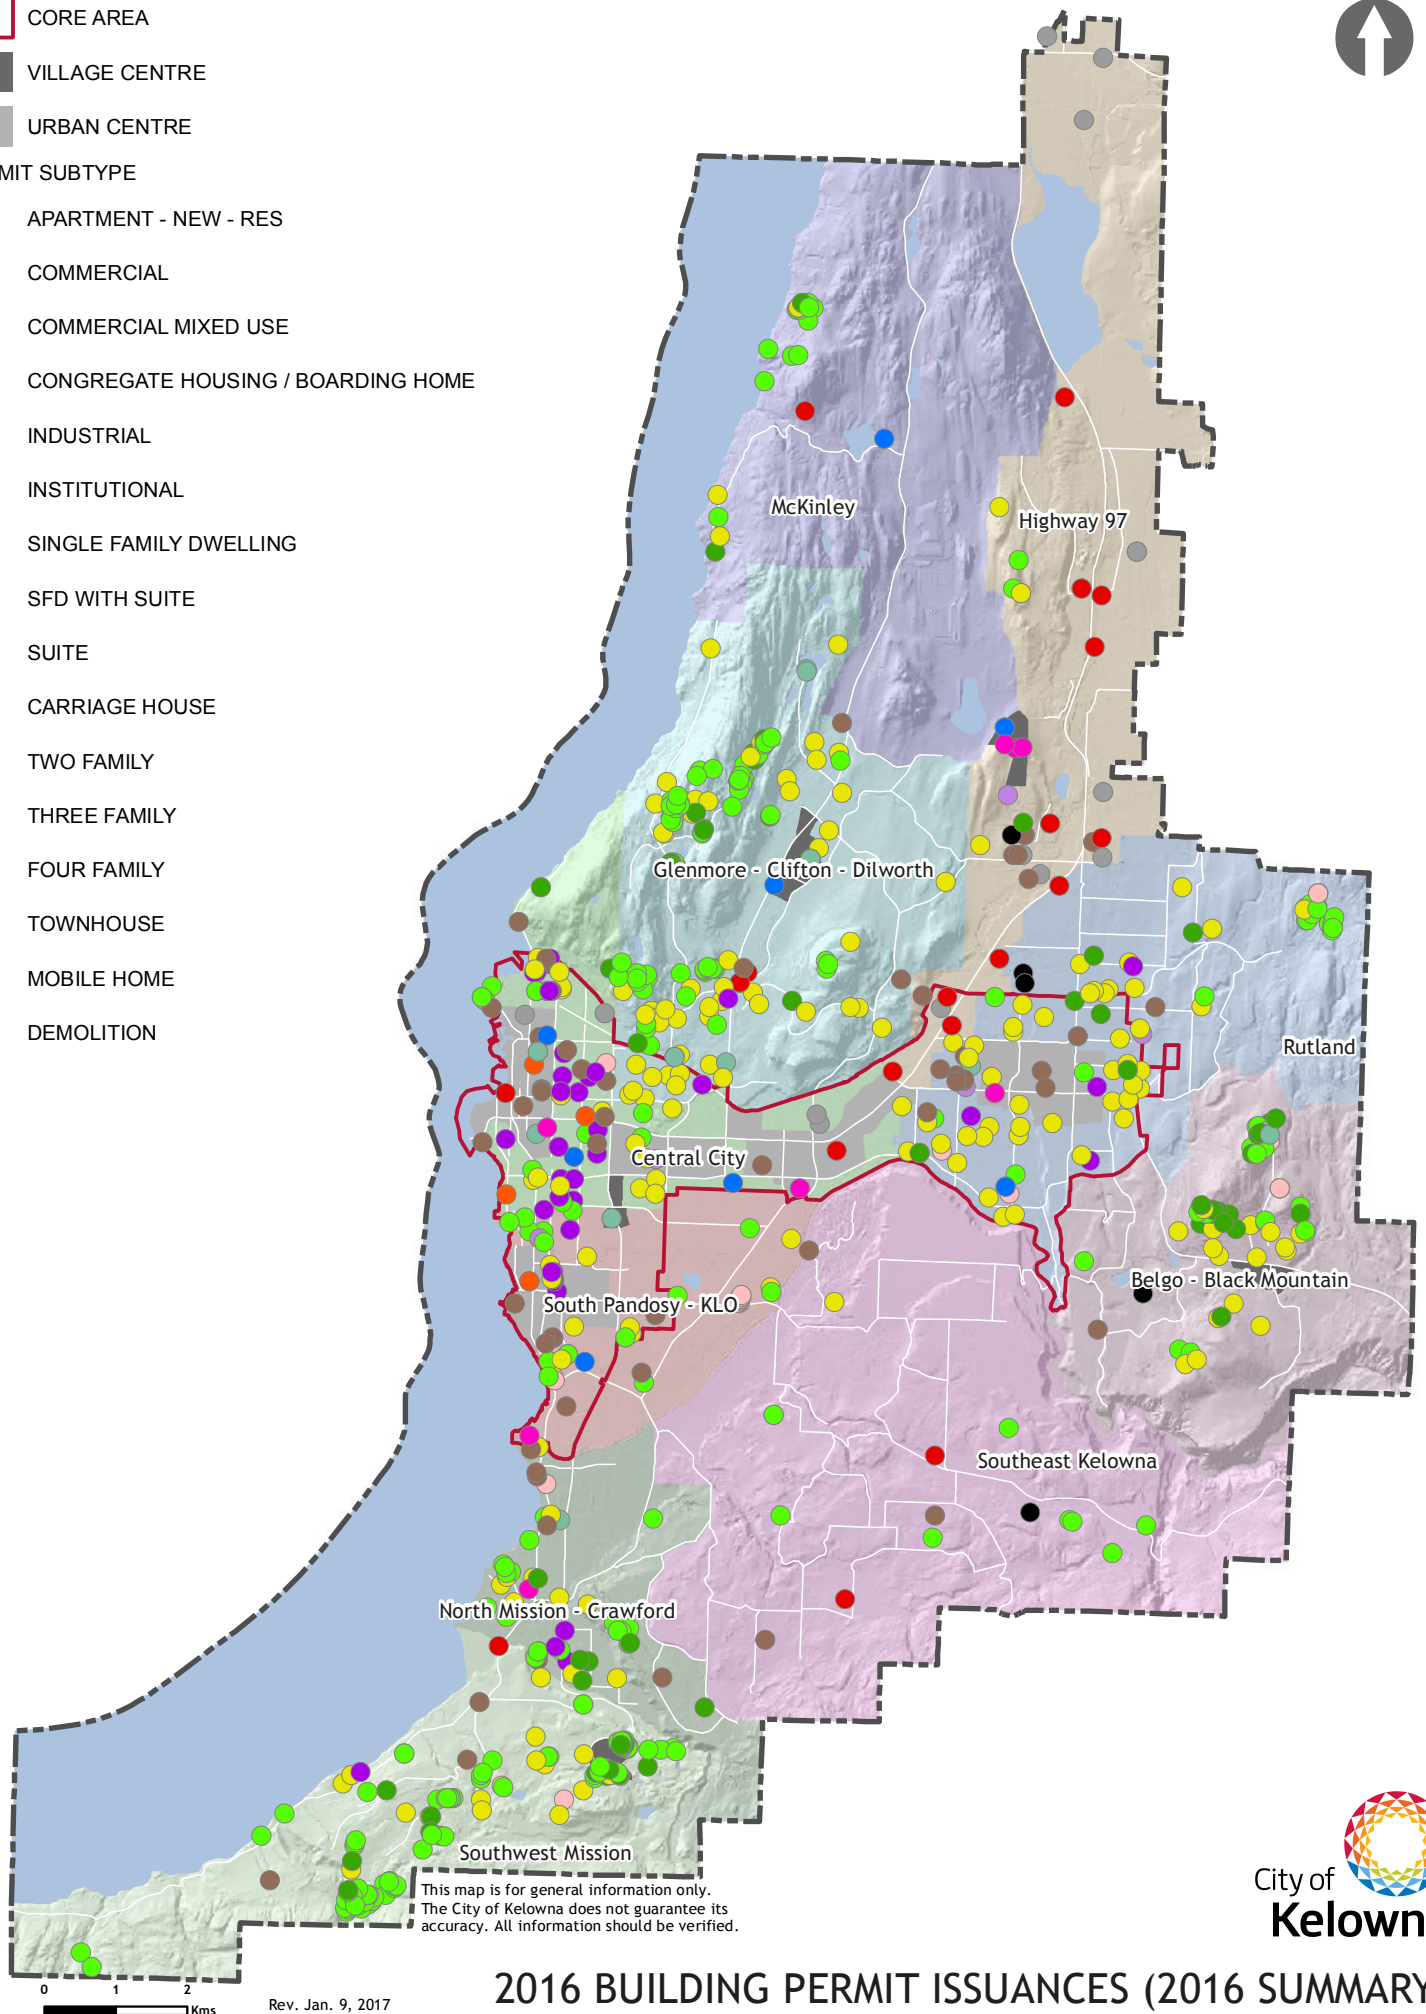 CORE AREA
VILLAGE CENTRE
URBAN CENTRE
MIT SUBTYPE
APARTMENT - NEW - RES
COMMERCIAL
COMMERCIAL MIXED USE
CONGREGATE HOUSING / BOARDING HOME
INDUSTRIAL
INSTITUTIONAL
SINGLE FAMILY DWELLING
SFD WITH SUITE
SUITE
CARRIAGE HOUSE
TWO FAMILY
THREE FAMILY
FOUR FAMILY
TOWNHOUSE
MOBILE HOME
DEMOLITION
McKinley
Highway 97
Glenmore - Clifton - Dilworth
Rutland
Central City
Belgo - Black Mountain
South Pandosy - KLO
Southeast Kelowna
North Mission - Crawford
Southwest Mission
This map is for general information only.
The City of Kelowna does not guarantee its
accuracy. All information should be verified.
City of
Kelown
0 1 2
Kms
Rev. Jan. 9, 2017
2016 BUILDING PERMIT ISSUANCES (2016 SUMMARY